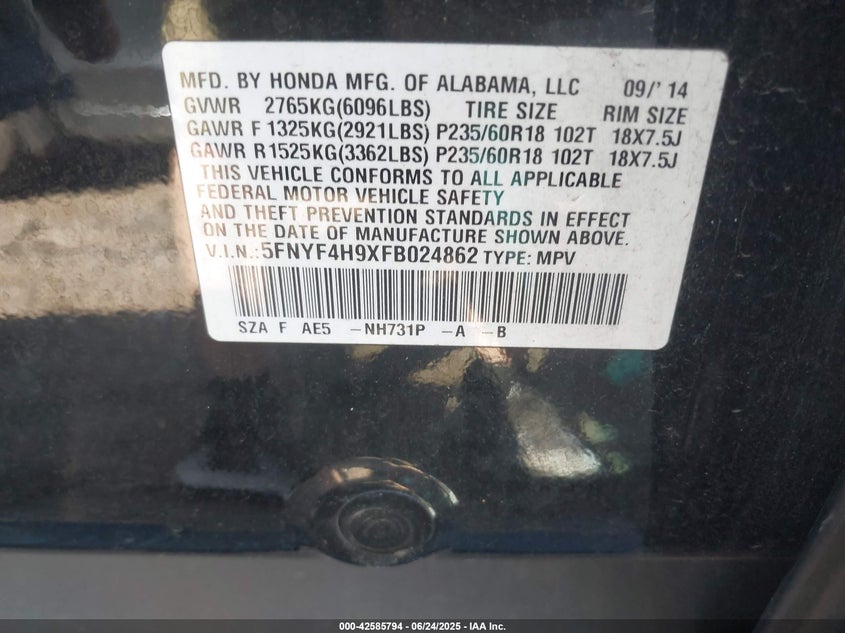 MFD. BY HONDA MFG. OF ALABAMA, LLC 09/' 14
GVWR 2765KG(6096LBS) TIRE SIZE RIM SIZE
GAWR F 1325KG(2921LBS) P235/60R18 102T 18X7.5J
GAWR R1525KG(3362LBS) P235/60R18 102T 18X7.5J
THIS VEHICLE CONFORMS TO ALL APPLICABLE
FEDERAL MOTOR VEHICLE SAFETY
AND THEFT PREVENTION STANDARDS IN EFFECT
ON THE DATE OF MANUFACTURE SHOWN ABOVE.
V.I.N.:5FNYF4H9XFB024862 TYPE: MPV
SZA F AE5 -NH731P -A -B
000-42585794 - 06/24/2025 - IAA Inc.